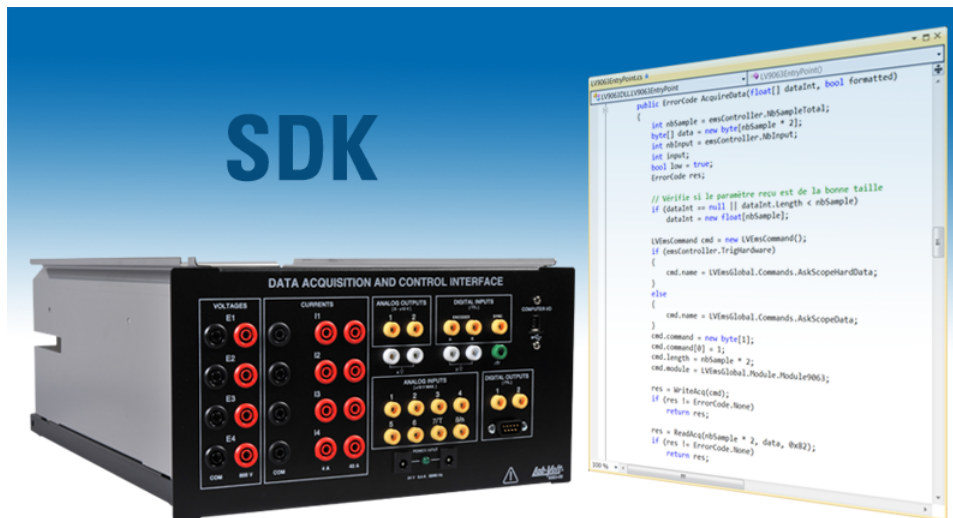 SDK
DATA ACQUISITION AND CONTROL INTERFACE
VOLTAGES
E1
E2
E3
E4
COM
600 V
CURRENTS
I1
I2
I3
I4
COM
4 A
40 A
ANALOG OUTPUTS
1 2
DIGITAL INPUTS
ENCODER
SYNC
COMPUTER I/O
ANALOG INPUTS
1 2 3 4
5 6 7/T 8/n
DIGITAL OUTPUTS
1 2
POWER INPUT
Lab-Volt
LV9063EntryPoint.cs
LV9063DLL.LV9063EntryPoint
LV9063EntryPoint()
public ErrorCode AcquireData(float[] dataInt, bool formatted)
{
int nbSample = emsController.NbSampleTotal;
byte[] data = new byte[nbSample * 2];
int nbInput = emsController.NbInput;
int input;
bool low = true;
ErrorCode res;
// Vérifie si le paramètre reçu est de la bonne taille
if (dataInt == null || dataInt.Length < nbSample)
dataInt = new float[nbSample];
LVEmsCommand cmd = new LVEmsCommand();
if (emsController.TrigHardware)
{
cmd.name = LVEmsGlobal.Commands.AskScopeHardData;
}
else
{
cmd.name = LVEmsGlobal.Commands.AskScopeData;
}
cmd.command = new byte[1];
cmd.command[0] = 1;
cmd.length = nbSample * 2;
cmd.module = LVEmsGlobal.Module.Module9063;
res = WriteAcq(cmd);
if (res != ErrorCode.None)
return res;
res = ReadAcq(nbSample * 2, data, 0x82);
if (res != ErrorCode.None)
return res;
100 %